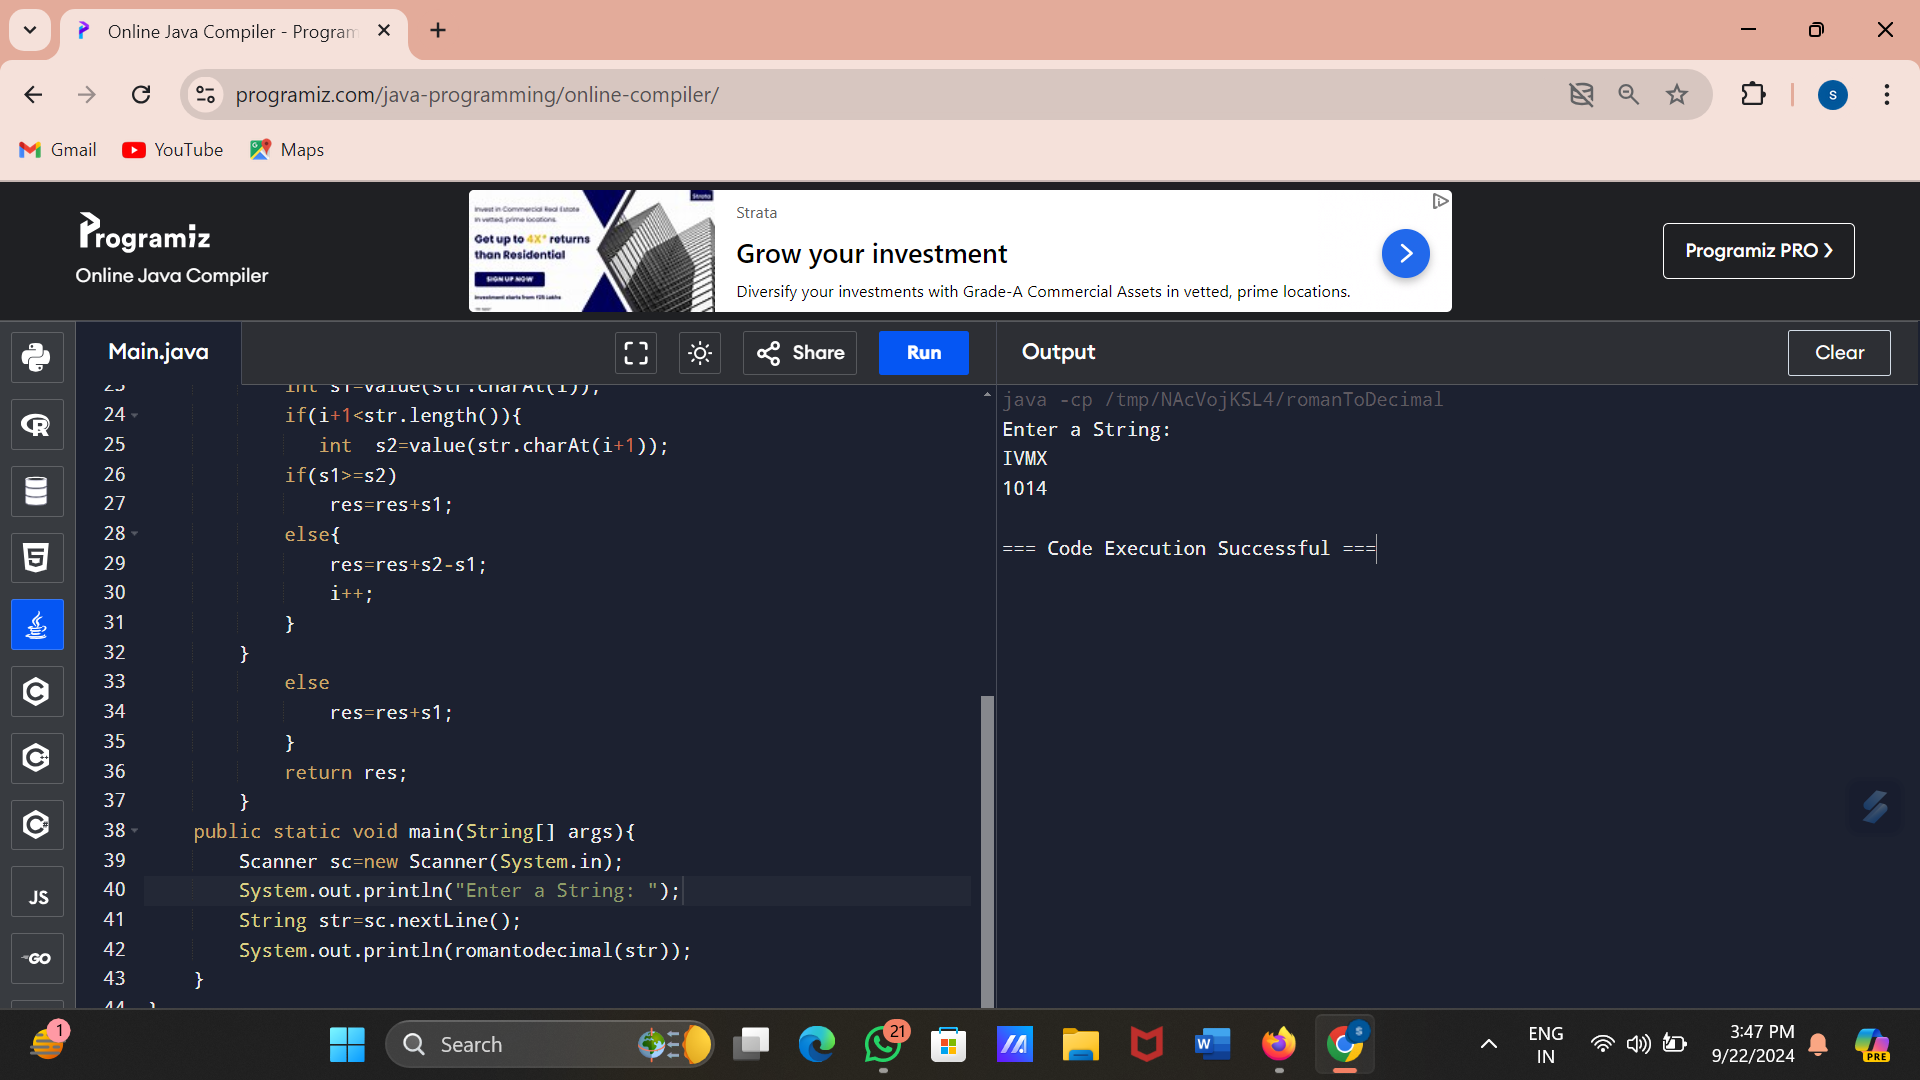 Online Java Compiler - Program
programiz.com/java-programming/online-compiler/
s
Gmail
YouTube
Maps
Programiz
Online Java Compiler
Strata
Invest in Commercial Real Estate
in vetted, prime locations.
Get up to 4X* returns
than Residential
SIGN UP NOW
Investment starts from ₹25 Lakhs
Strata
Grow your investment
Diversify your investments with Grade-A Commercial Assets in vetted, prime locations.
Programiz PRO ❯
Main.java
Share
Run
Output
Clear
23 int s1=value(str.charAt(i));
24 if(i+1<str.length()){
25 int  s2=value(str.charAt(i+1));
26 if(s1>=s2)
27 res=res+s1;
28 else{
29 res=res+s2-s1;
30 i++;
31 }
32 }
33 else
34 res=res+s1;
35 }
36 return res;
37 }
38 public static void main(String[] args){
39 Scanner sc=new Scanner(System.in);
40 System.out.println("Enter a String: ");
41 String str=sc.nextLine();
42 System.out.println(romantodecimal(str));
43 }
44 }
java -cp /tmp/NAcVojKSL4/romanToDecimal
Enter a String:
IVMX
1014
=== Code Execution Successful ===
JS
GO
1
Search
21
W
S
ENG
IN
3:47 PM
9/22/2024
PRE